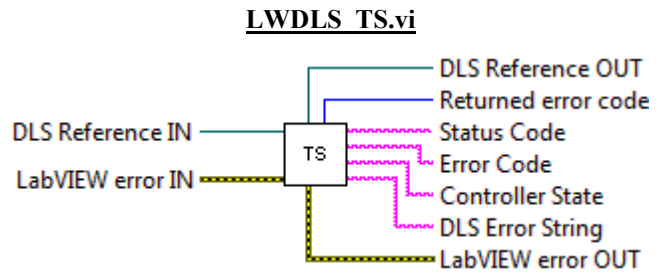 LWDLS_TS.vi
DLS Reference OUT
Returned error code
DLS Reference IN
Status Code
TS
Error Code
LabVIEW error IN
Controller State
DLS Error String
LabVIEW error OUT